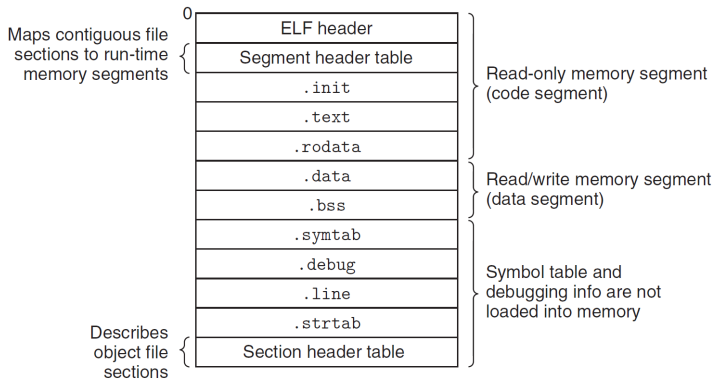 0
ELF header
Maps contiguous file
sections to run-time
memory segments
Segment header table
.init
.text
.rodata
Read-only memory segment
(code segment)
.data
.bss
Read/write memory segment
(data segment)
.symtab
.debug
.line
.strtab
Symbol table and
debugging info are not
loaded into memory
Describes
object file
sections
Section header table